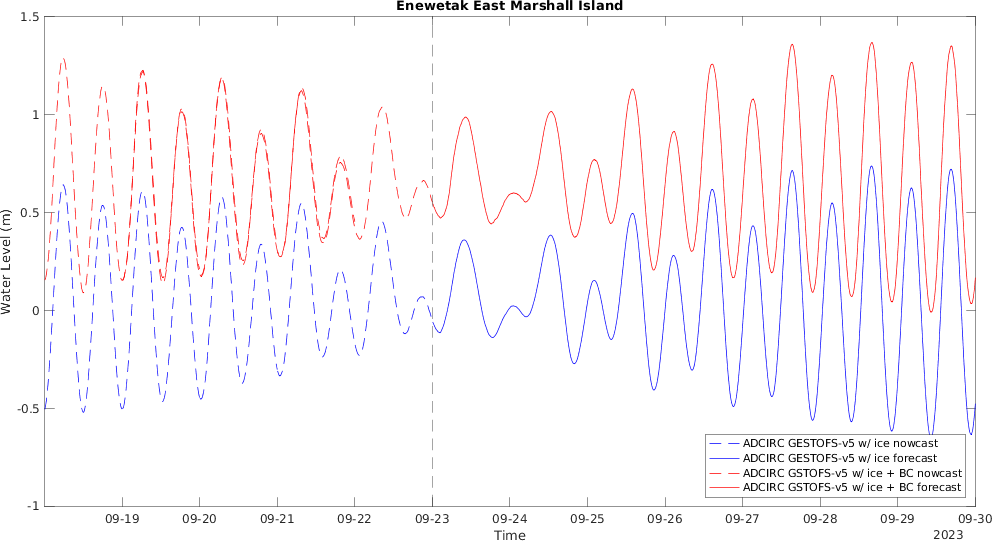 Enewetak East Marshall Island
Water Level (m)
1.5
1
0.5
0
-0.5
-1
ADCIRC GESTOFS-v5 w/ ice nowcast
ADCIRC GESTOFS-v5 w/ ice forecast
ADCIRC GSTOFS-v5 w/ ice + BC nowcast
ADCIRC GSTOFS-v5 w/ ice + BC forecast
09-19 09-20 09-21 09-22 09-23 09-24 09-25 09-26 09-27 09-28 09-29 09-30
Time
2023